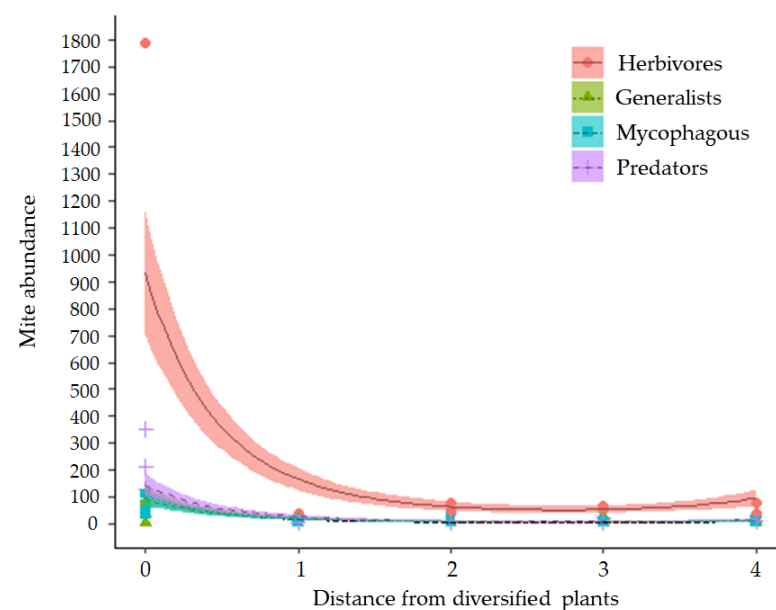 1800
1700
1600
1500
1400
1300
1200
1100
1000
900
800
700
600
500
400
300
200
100
0
Mite abundance
Herbivores
Generalists
Mycophagous
Predators
0 1 2 3 4
Distance from diversified plants